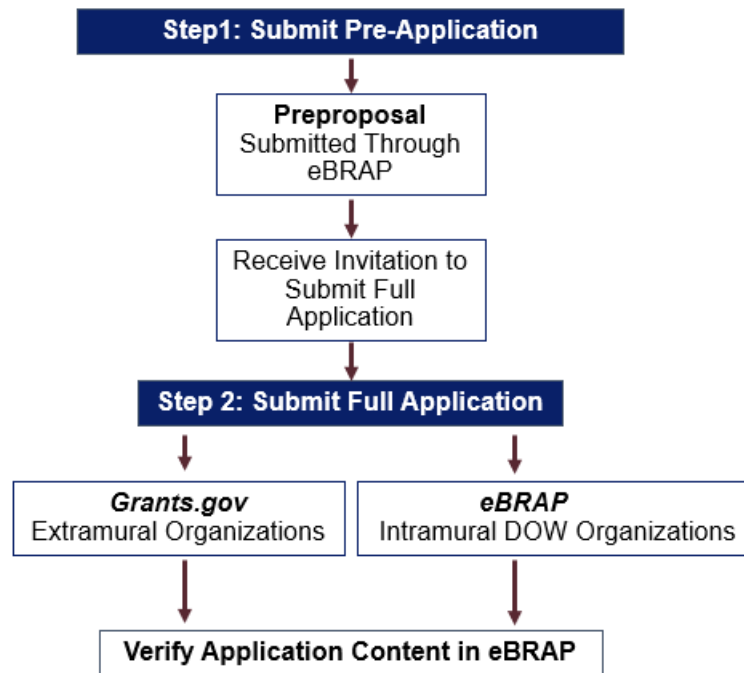 Step1: Submit Pre-Application
Preproposal
Submitted Through
eBRAP
Receive Invitation to
Submit Full
Application
Step 2: Submit Full Application
Grants.gov
Extramural Organizations
eBRAP
Intramural DOW Organizations
Verify Application Content in eBRAP